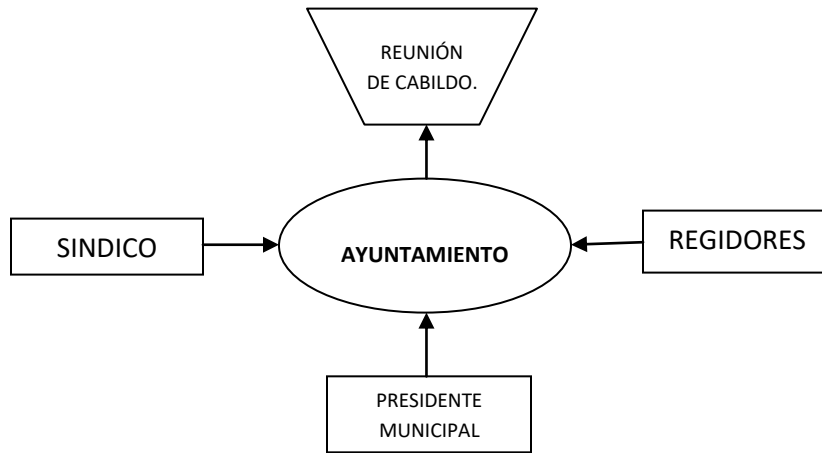 REUNIÓN
DE CABILDO.
SINDICO
AYUNTAMIENTO
REGIDORES
PRESIDENTE
MUNICIPAL